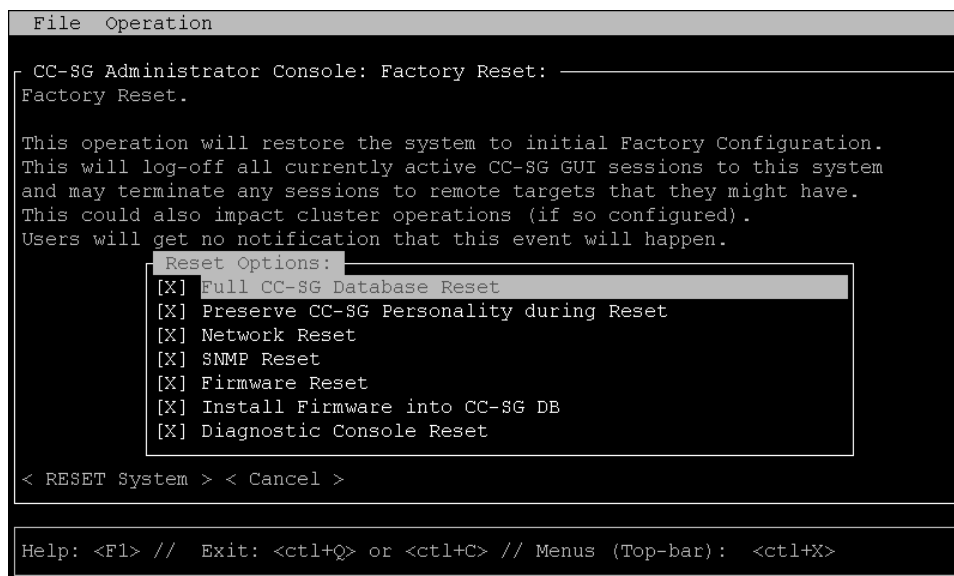 File Operation
CC-SG Administrator Console: Factory Reset:
Factory Reset.
This operation will restore the system to initial Factory Configuration.
This will log-off all currently active CC-SG GUI sessions to this system
and may terminate any sessions to remote targets that they might have.
This could also impact cluster operations (if so configured).
Users will get no notification that this event will happen.
Reset Options:
[X] Full CC-SG Database Reset
[X] Preserve CC-SG Personality during Reset
[X] Network Reset
[X] SNMP Reset
[X] Firmware Reset
[X] Install Firmware into CC-SG DB
[X] Diagnostic Console Reset
< RESET System > < Cancel >
Help: <F1> // Exit: <ctl+Q> or <ctl+C> // Menus (Top-bar): <ctl+X>